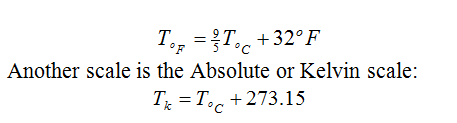 T°F = 9/5 T°C + 32° F
Another scale is the Absolute or Kelvin scale:
Tk = T°C + 273.15